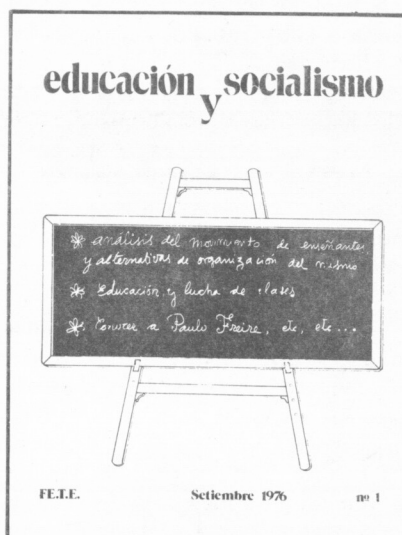 educación y socialismo
❋ análisis del movimiento de enseñantes
y alternativas de organización del mismo
❋ Educación y lucha de clases
❋ Conocer a Paulo Freire, etc, etc...
FE.T.E. Setiembre 1976 nº 1